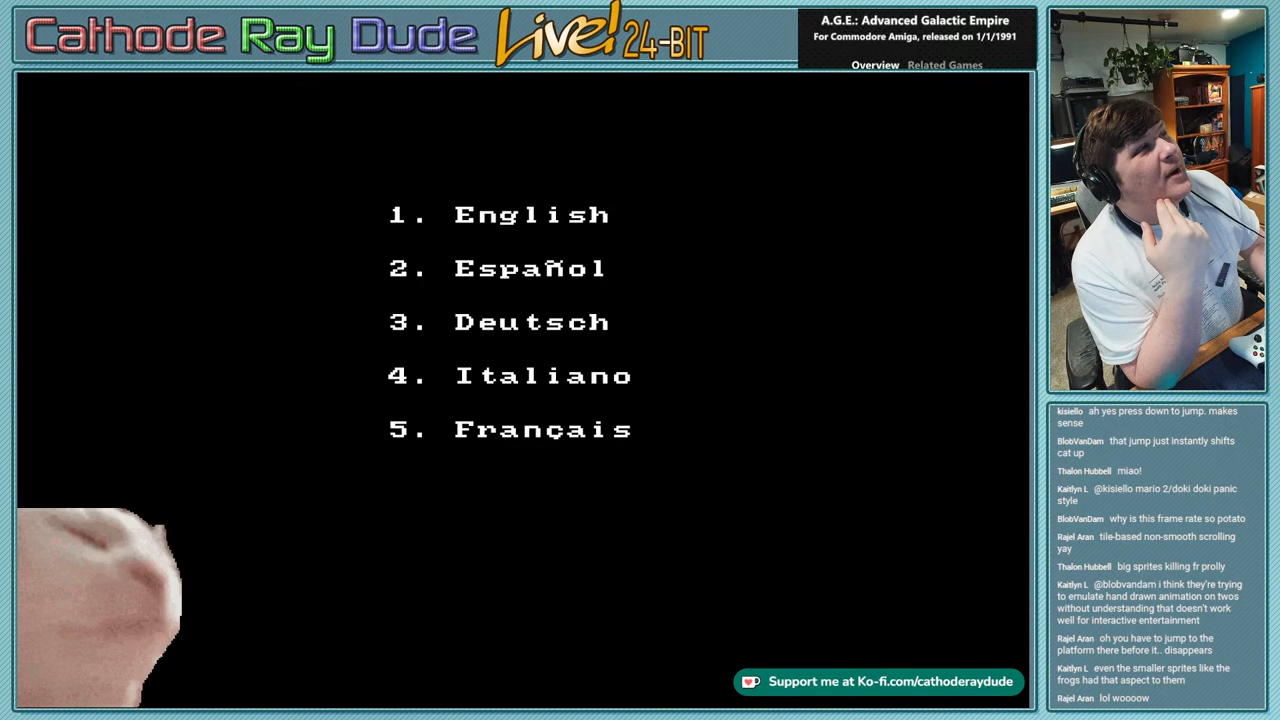 Cathode Ray Dude Live! 24-BIT
A.G.E.: Advanced Galactic Empire
For Commodore Amiga, released on 1/1/1991
Overview Related Games
1. English
2. Español
3. Deutsch
4. Italiano
5. Français
kisiello ah yes press down to jump. makes
sense
BlobVanDam that jump just instantly shifts
cat up
Thalon Hubbell miao!
Kaitlyn L @kisiello mario 2/doki doki panic
style
BlobVanDam why is this frame rate so potato
Rajel Aran tile-based non-smooth scrolling
yay
Thalon Hubbell big sprites killing fr prolly
Kaitlyn L @blobvandam i think they're trying
to emulate hand drawn animation on twos
without understanding that doesn't work
well for interactive entertainment
Rajel Aran oh you have to jump to the
platform there before it.. disappears
Kaitlyn L even the smaller sprites like the
frogs had that aspect to them
Rajel Aran lol woooow
Support me at Ko-fi.com/cathoderaydude